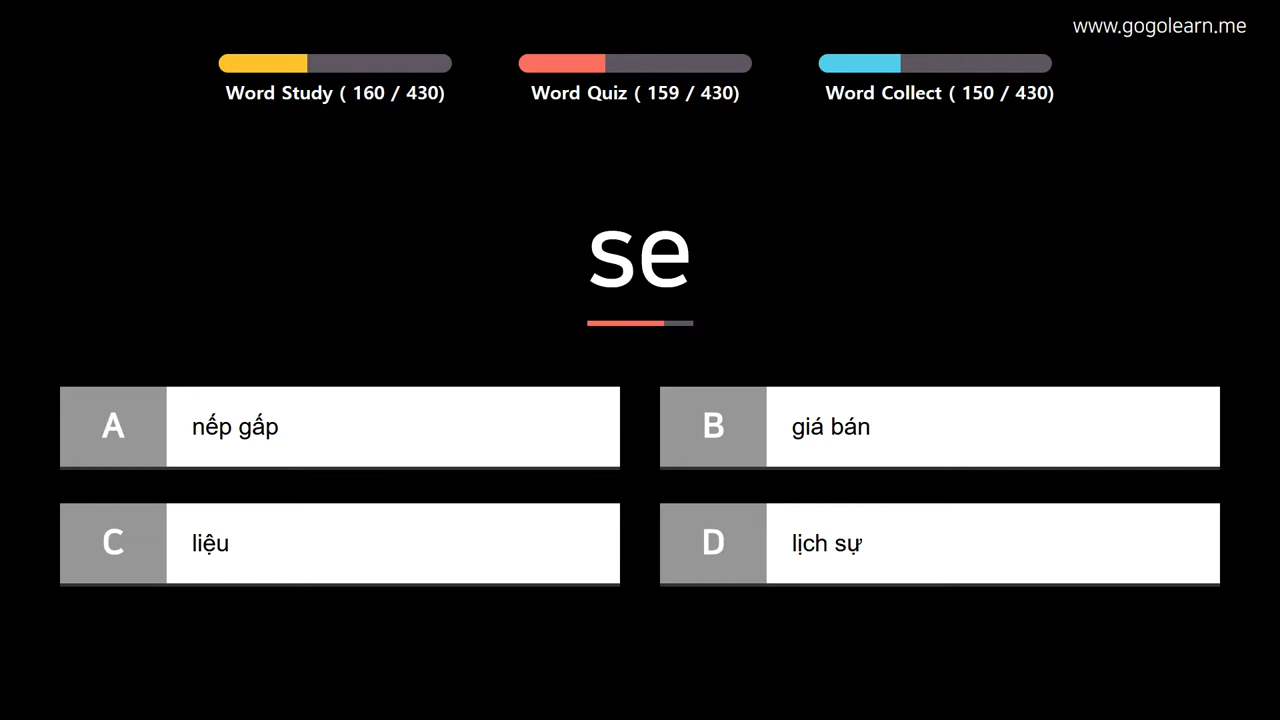 www.gogolearn.me
Word Study ( 160 / 430)
Word Quiz ( 159 / 430)
Word Collect ( 150 / 430)
se
A nếp gấp
B giá bán
C liệu
D lịch sự